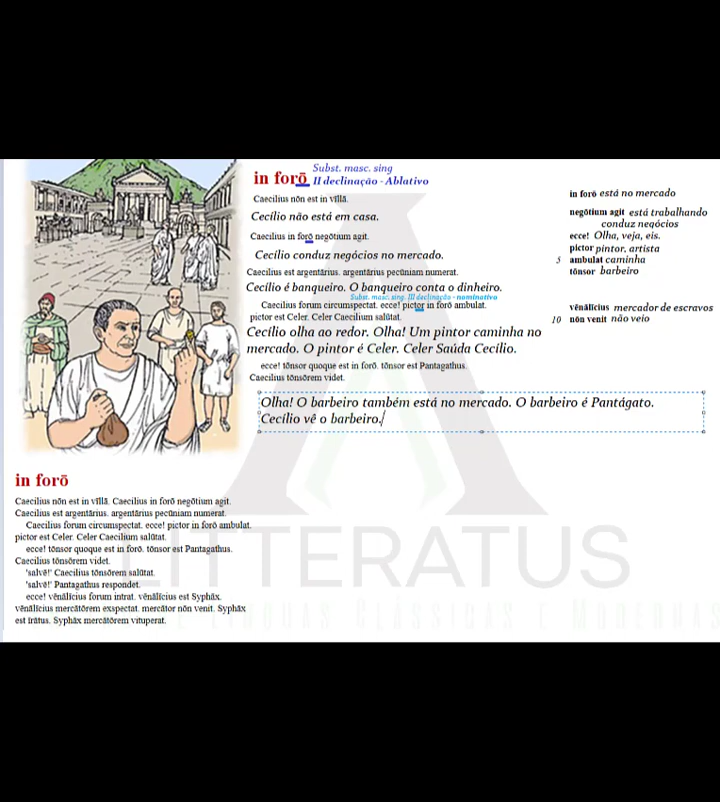 in forō
Subst. masc. sing
II declinação - Ablativo
Caecilius nōn est in vīllā.
Cecílio não está em casa.
Caecilius in forō negōtium agit.
Cecílio conduz negócios no mercado.
Caecilius est argentārius. argentārius pecūniam numerat.
Cecílio é banqueiro. O banqueiro conta o dinheiro.
Subst. masc. sing. III declinação - nominativo
Caecilius forum circumspectat. ecce! pictor in forō ambulat.
pictor est Celer. Celer Caecilium salūtat.
Cecílio olha ao redor. Olha! Um pintor caminha no
mercado. O pintor é Celer. Celer Saúda Cecílio.
ecce! tōnsor quoque est in forō. tōnsor est Pantagathus.
Caecilius tōnsōrem videt.
Olha! O barbeiro também está no mercado. O barbeiro é Pantágato.
Cecílio vê o barbeiro.
in forō está no mercado
negōtium agit está trabalhando
conduz negócios
ecce! Olha, veja, eis.
pictor pintor, artista
5 ambulat caminha
tōnsor barbeiro
vēnālīcius mercador de escravos
10 nōn venit não veio
in forō
Caecilius nōn est in vīllā. Caecilius in forō negōtium agit.
Caecilius est argentārius. argentārius pecūniam numerat.
Caecilius forum circumspectat. ecce! pictor in forō ambulat.
pictor est Celer. Celer Caecilium salūtat.
ecce! tōnsor quoque est in forō. tōnsor est Pantagathus.
Caecilius tōnsōrem videt.
'salvē!' Caecilius tōnsōrem salūtat.
'salvē!' Pantagathus respondet.
ecce! vēnālīcius forum intrat. vēnālīcius est Syphāx.
vēnālīcius mercātōrem exspectat. mercātor nōn venit. Syphāx
est īrātus. Syphāx mercātōrem vituperat.
LITTERATUS
LÍNGUAS CLÁSSICAS E MODERNAS